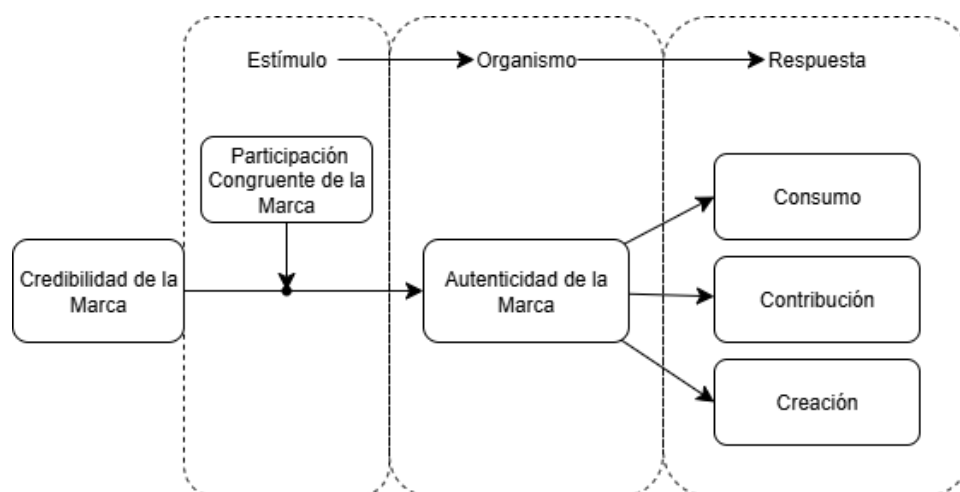 Estímulo
Organismo
Respuesta
Participación
Congruente de la
Marca
Credibilidad de la
Marca
Autenticidad de la
Marca
Consumo
Contribución
Creación